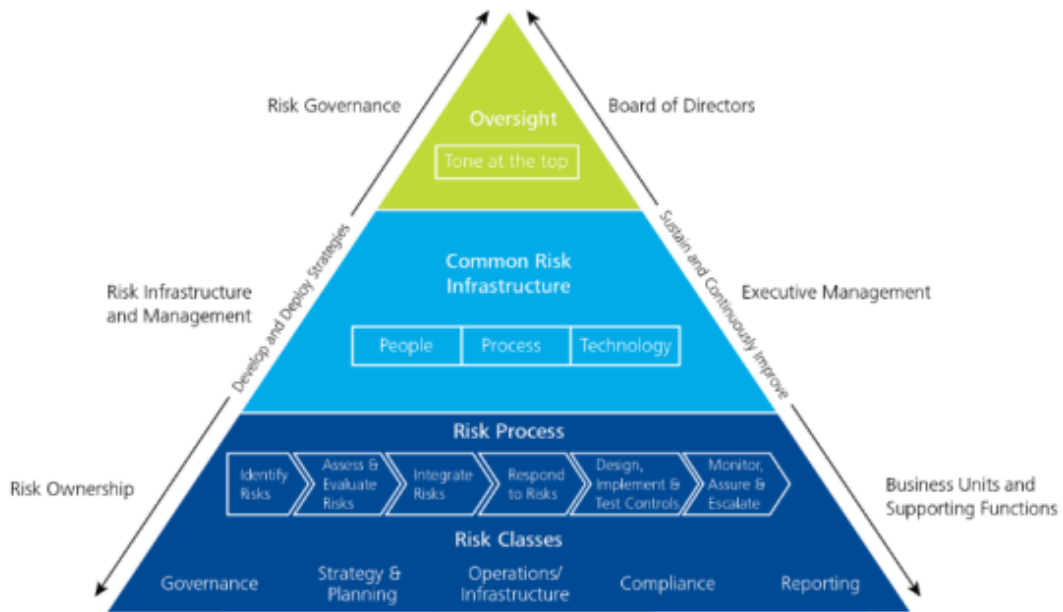 Risk Governance
Board of Directors
Oversight
Tone at the top
Develop and Deploy Strategies
Sustain and Continuously Improve
Risk Infrastructure
and Management
Common Risk
Infrastructure
Executive Management
People
Process
Technology
Risk Process
Identify
Risks
Assess &
Evaluate
Risks
Integrate
Risks
Respond
to Risks
Design,
Implement &
Test Controls
Monitor,
Assure &
Escalate
Risk Ownership
Business Units and
Supporting Functions
Risk Classes
Governance
Strategy &
Planning
Operations/
Infrastructure
Compliance
Reporting